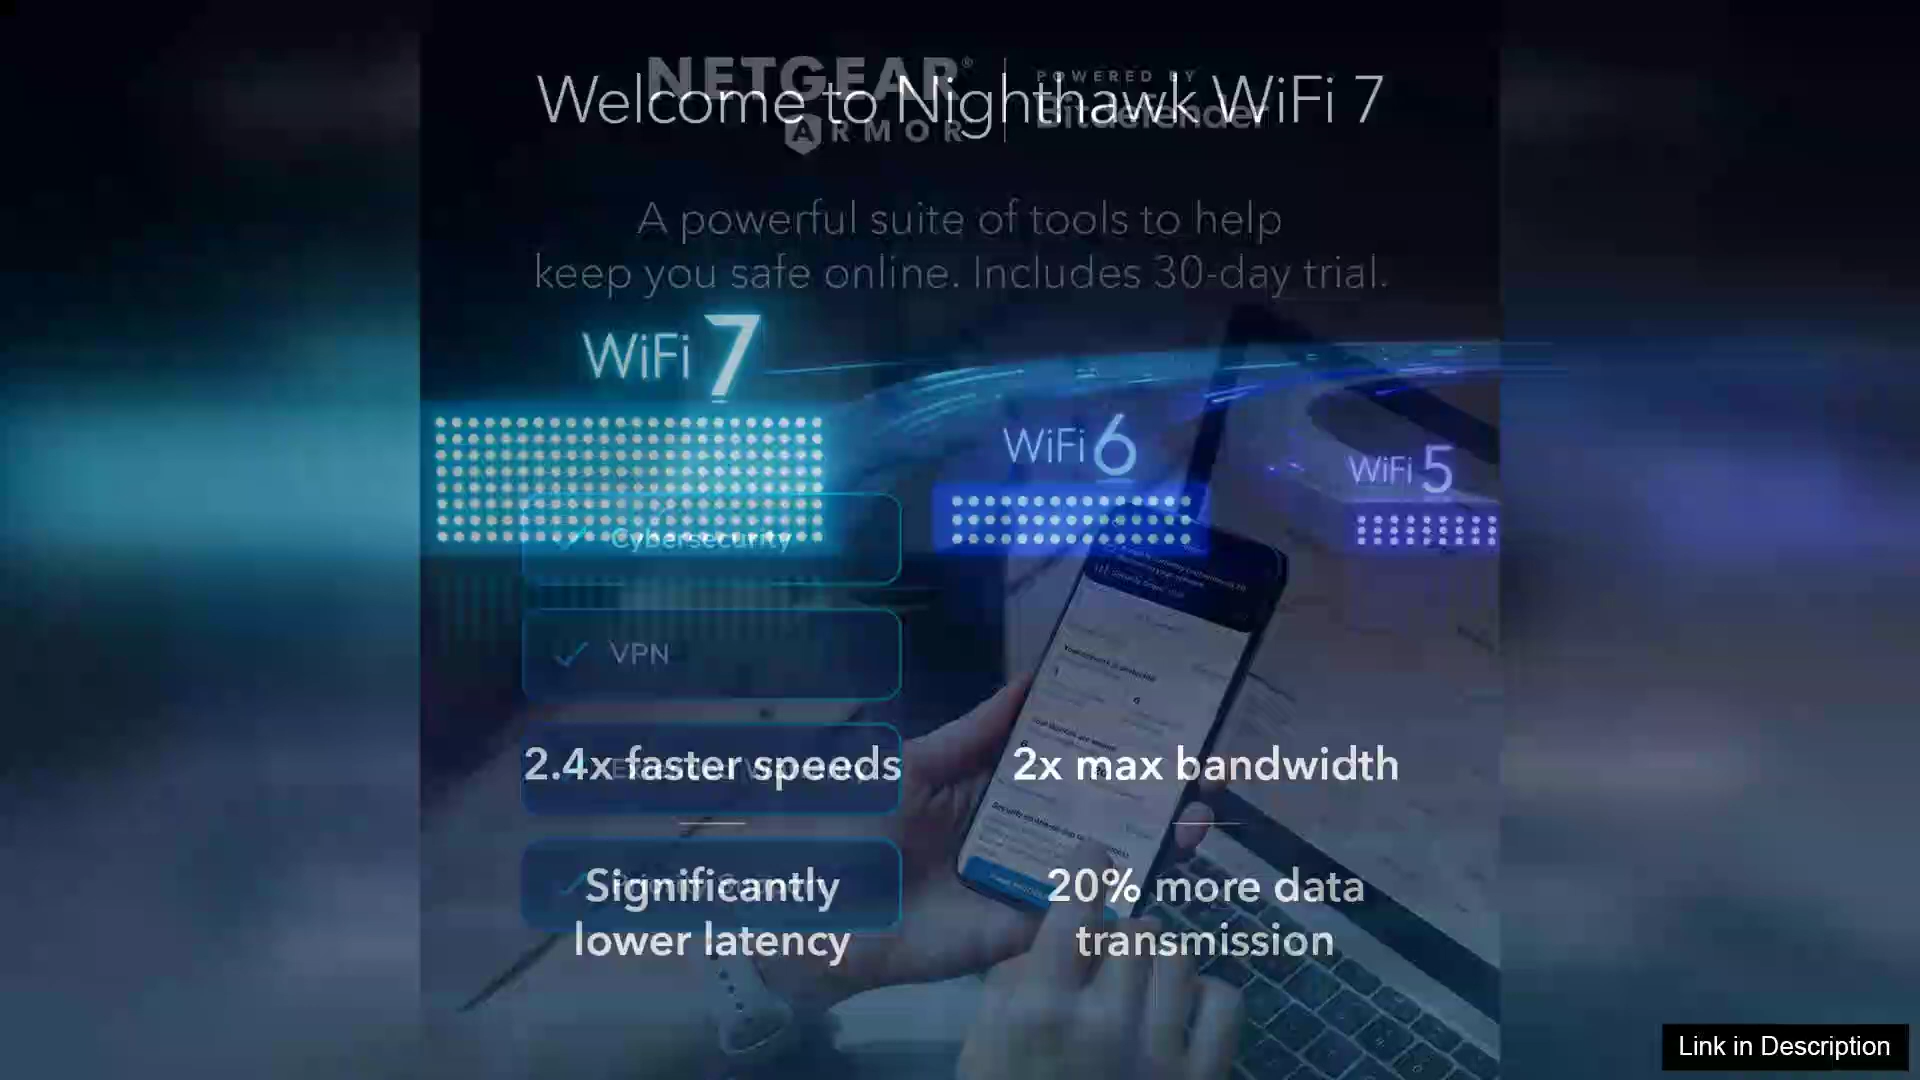 NETGEAR®
ARMOR
POWERED BY
Bitdefender
Welcome to Nighthawk WiFi 7
A powerful suite of tools to help
keep you safe online. Includes 30-day trial.
WiFi 7
WiFi 6
WiFi 5
Cybersecurity
VPN
2.4x faster speeds
2x max bandwidth
Significantly
lower latency
20% more data
transmission
Link in Description